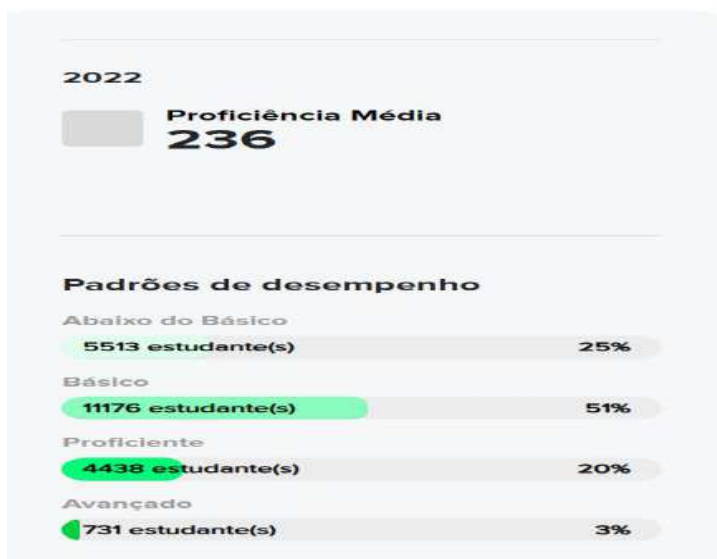 2022
Proficiência Média
236
Padrões de desempenho
Abaixo do Básico
5513 estudante(s) 25%
Básico
11176 estudante(s) 51%
Proficiente
4438 estudante(s) 20%
Avançado
731 estudante(s) 3%